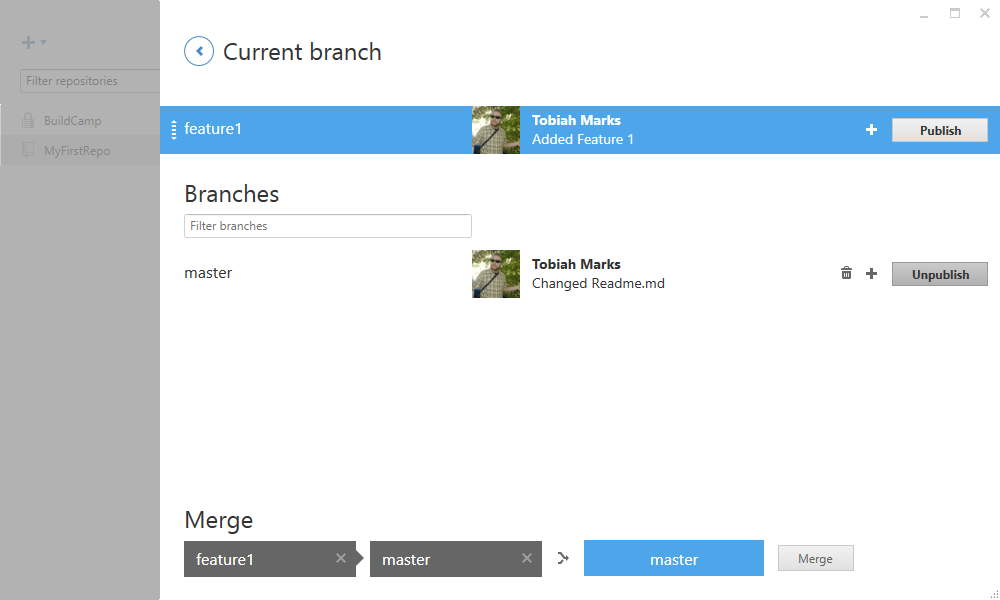 Current branch
Filter repositories
BuildCamp
MyFirstRepo
feature1
Tobiah Marks
Added Feature 1
Publish
Branches
Filter branches
master
Tobiah Marks
Changed Readme.md
Unpublish
Merge
feature1
master
master
Merge